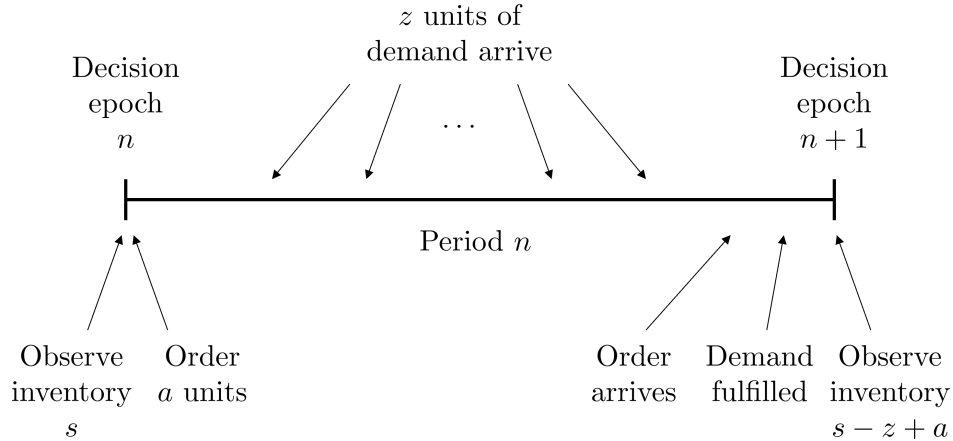 z units of
demand arrive
Decision
epoch
n
Decision
epoch
n + 1
...
Period n
Observe
inventory
s
Order
a units
Order
arrives
Demand
fulfilled
Observe
inventory
s − z + a